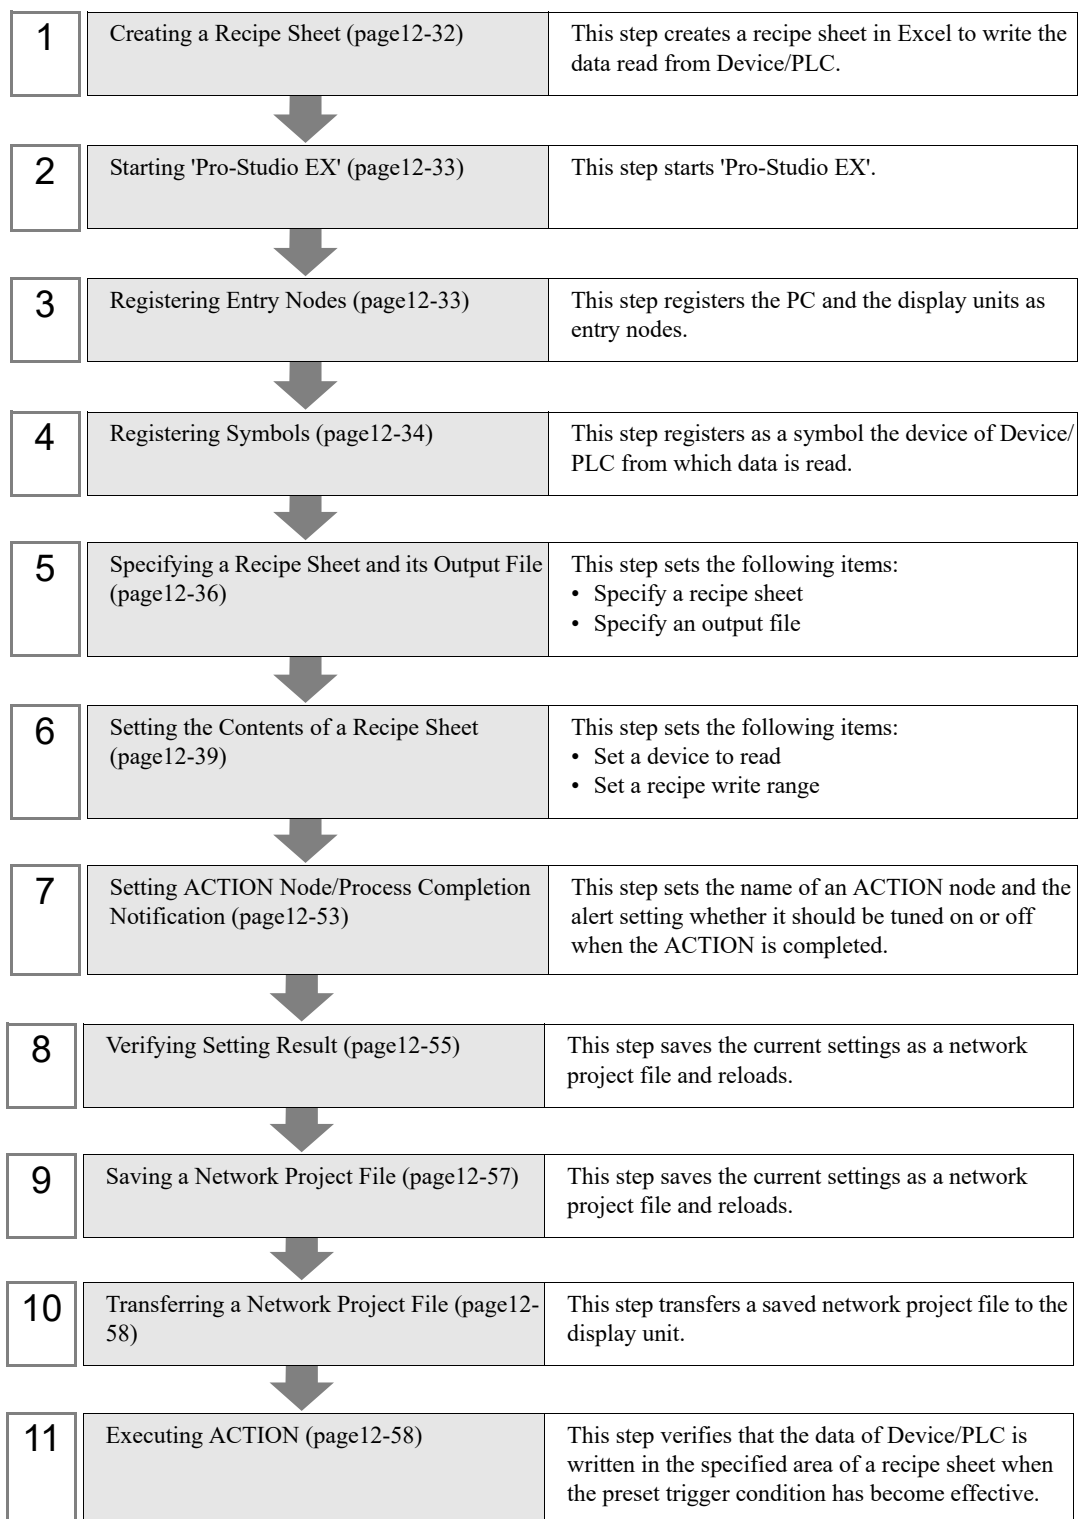 1
Creating a Recipe Sheet (page12-32)
This step creates a recipe sheet in Excel to write the
data read from Device/PLC.
2
Starting 'Pro-Studio EX' (page12-33)
This step starts 'Pro-Studio EX'.
3
Registering Entry Nodes (page12-33)
This step registers the PC and the display units as
entry nodes.
4
Registering Symbols (page12-34)
This step registers as a symbol the device of Device/
PLC from which data is read.
5
Specifying a Recipe Sheet and its Output File
(page12-36)
This step sets the following items:
• Specify a recipe sheet
• Specify an output file
6
Setting the Contents of a Recipe Sheet
(page12-39)
This step sets the following items:
• Set a device to read
• Set a recipe write range
7
Setting ACTION Node/Process Completion
Notification (page12-53)
This step sets the name of an ACTION node and the
alert setting whether it should be tuned on or off
when the ACTION is completed.
8
Verifying Setting Result (page12-55)
This step saves the current settings as a network
project file and reloads.
9
Saving a Network Project File (page12-57)
This step saves the current settings as a network
project file and reloads.
10
Transferring a Network Project File (page12-
58)
This step transfers a saved network project file to the
display unit.
11
Executing ACTION (page12-58)
This step verifies that the data of Device/PLC is
written in the specified area of a recipe sheet when
the preset trigger condition has become effective.